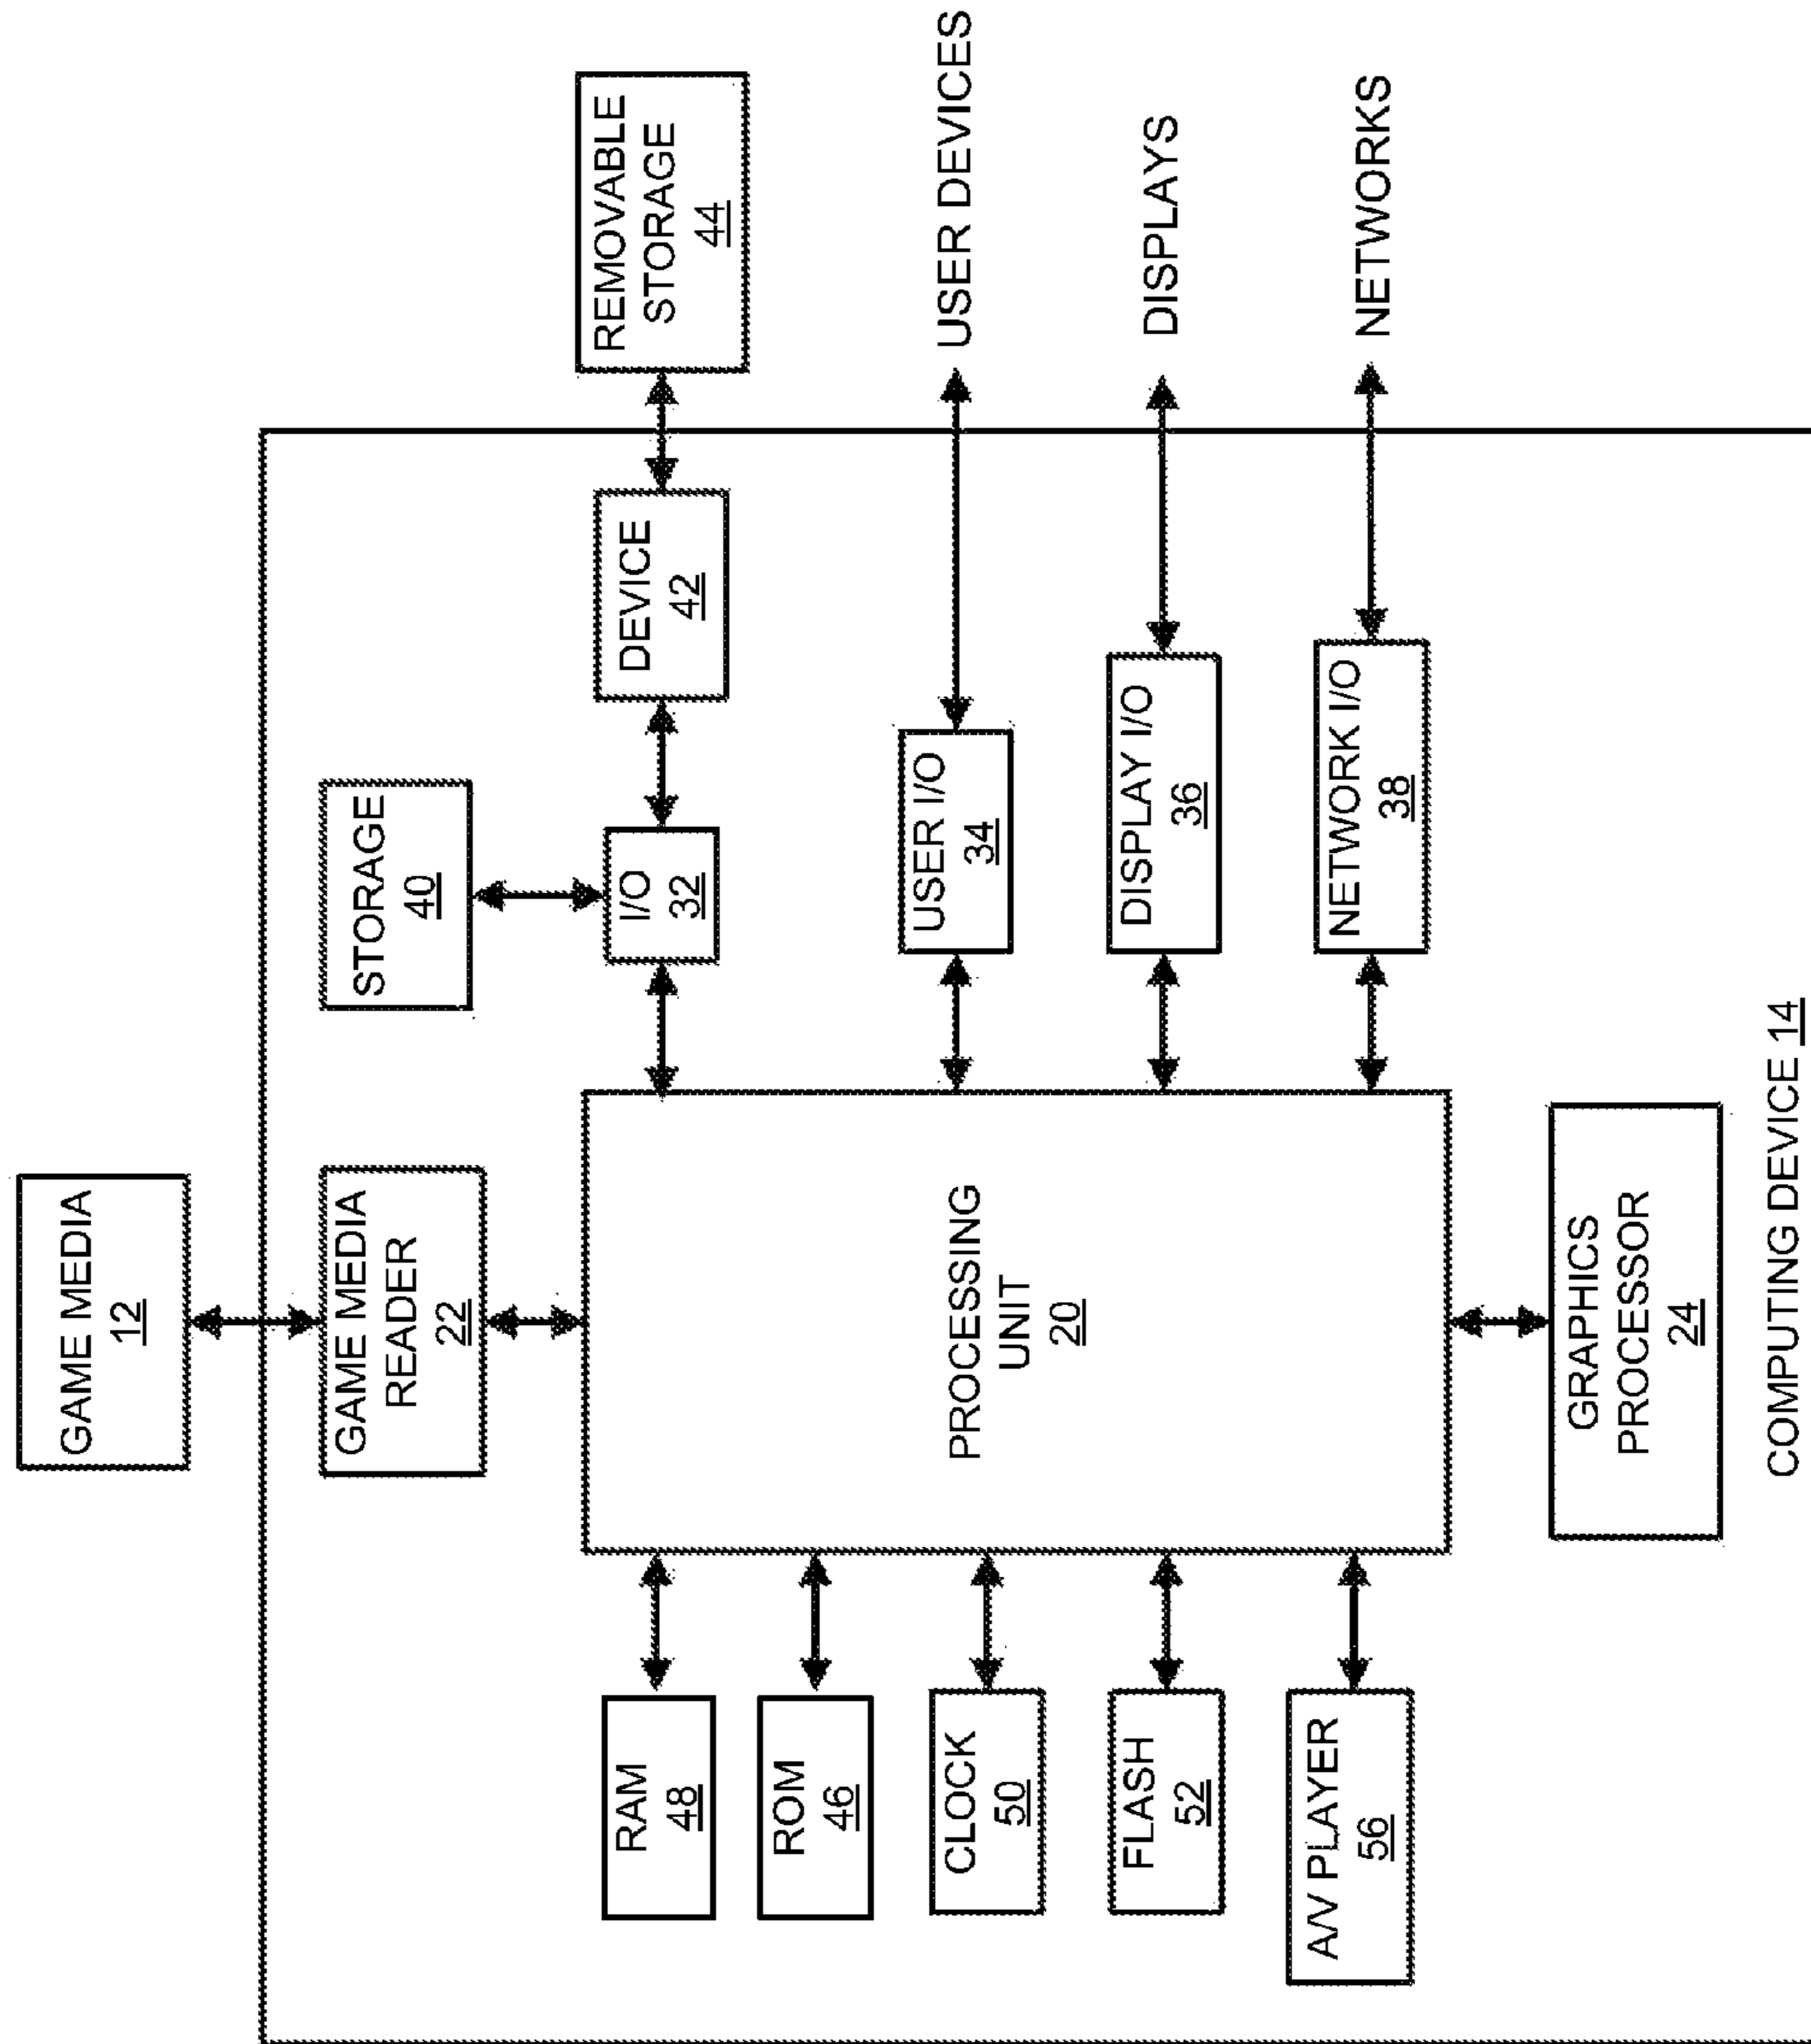 GAME MEDIA
12
GAME MEDIA
READER
22
STORAGE
40
RAM
48
ROM
46
CLOCK
50
FLASH
52
A/V PLAYER
56
PROCESSING
UNIT
20
I/O
32
DEVICE
42
REMOVABLE
STORAGE
44
USER I/O
34
USER DEVICES
DISPLAY I/O
36
DISPLAYS
NETWORK I/O
38
NETWORKS
GRAPHICS
PROCESSOR
24
COMPUTING DEVICE 14